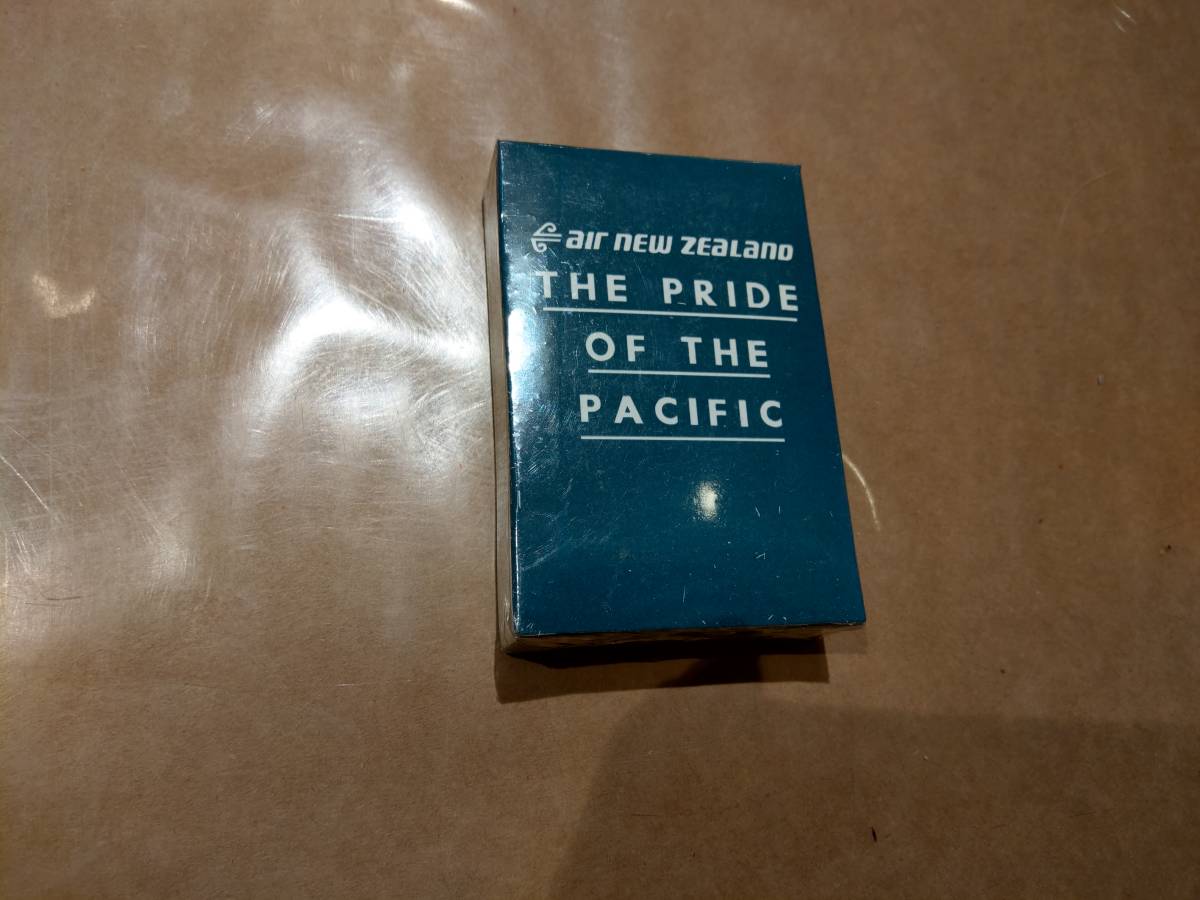 air new zealand
THE PRIDE
OF THE
PACIFIC